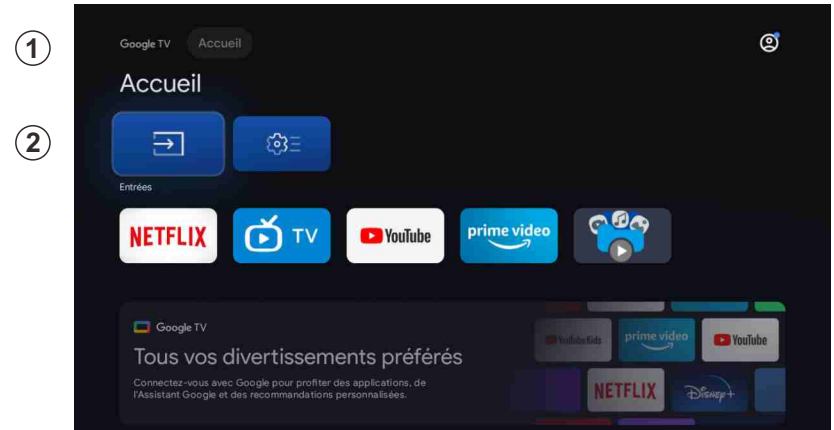 1
Google TV Accueil
Accueil
2
Entrées
NETFLIX TV YouTube prime video
Google TV
Tous vos divertissements préférés
Connectez-vous avec Google pour profiter des applications, de
l'Assistant Google et des recommandations personnalisées.
YouTube Kids prime video YouTube
NETFLIX Disney+